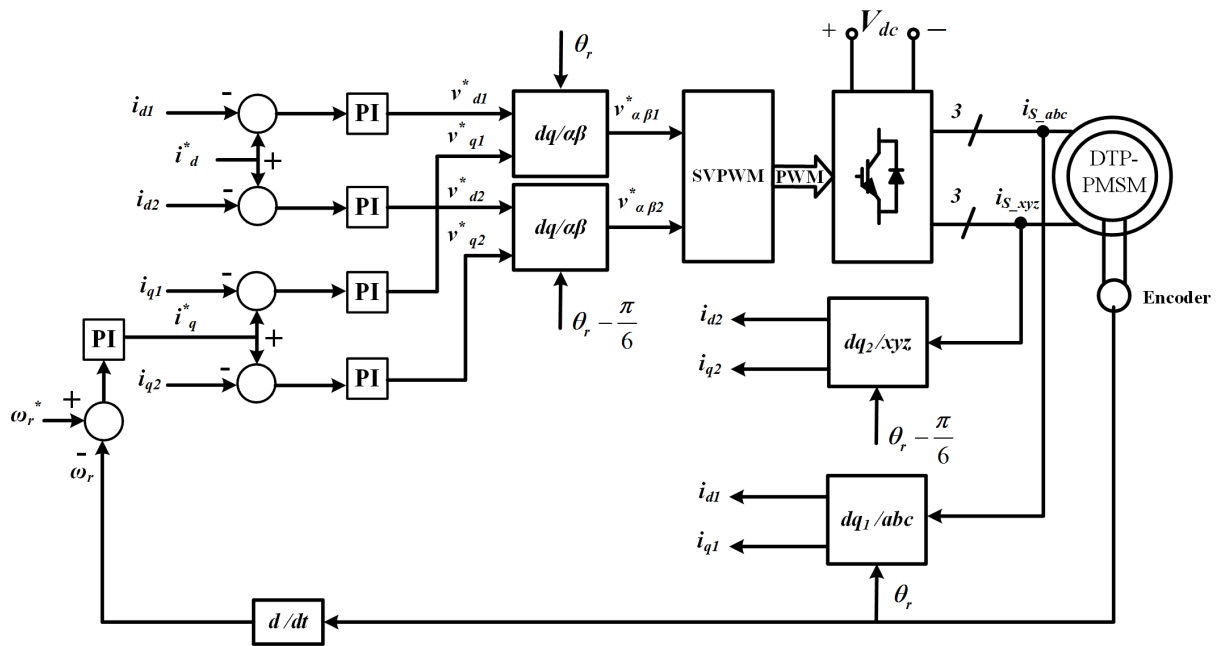 + V_dc −
θ_r
i_d1 - PI v*_d1 dq/αβ v*_αβ1 SVPWM PWM 3 i_S_abc DTP-
PMSM
i*_d + v*_q1
i_d2 - PI v*_d2 dq/αβ v*_αβ2 3 i_S_xyz
v*_q2
i_q1 - PI θ_r − π/6 Encoder
PI i*_q +
i_q2 - PI
i_d2 dq_2/xyz
i_q2
θ_r − π/6
ω_r* +
-
ω_r
i_d1 dq_1/abc
i_q1
θ_r
d/dt